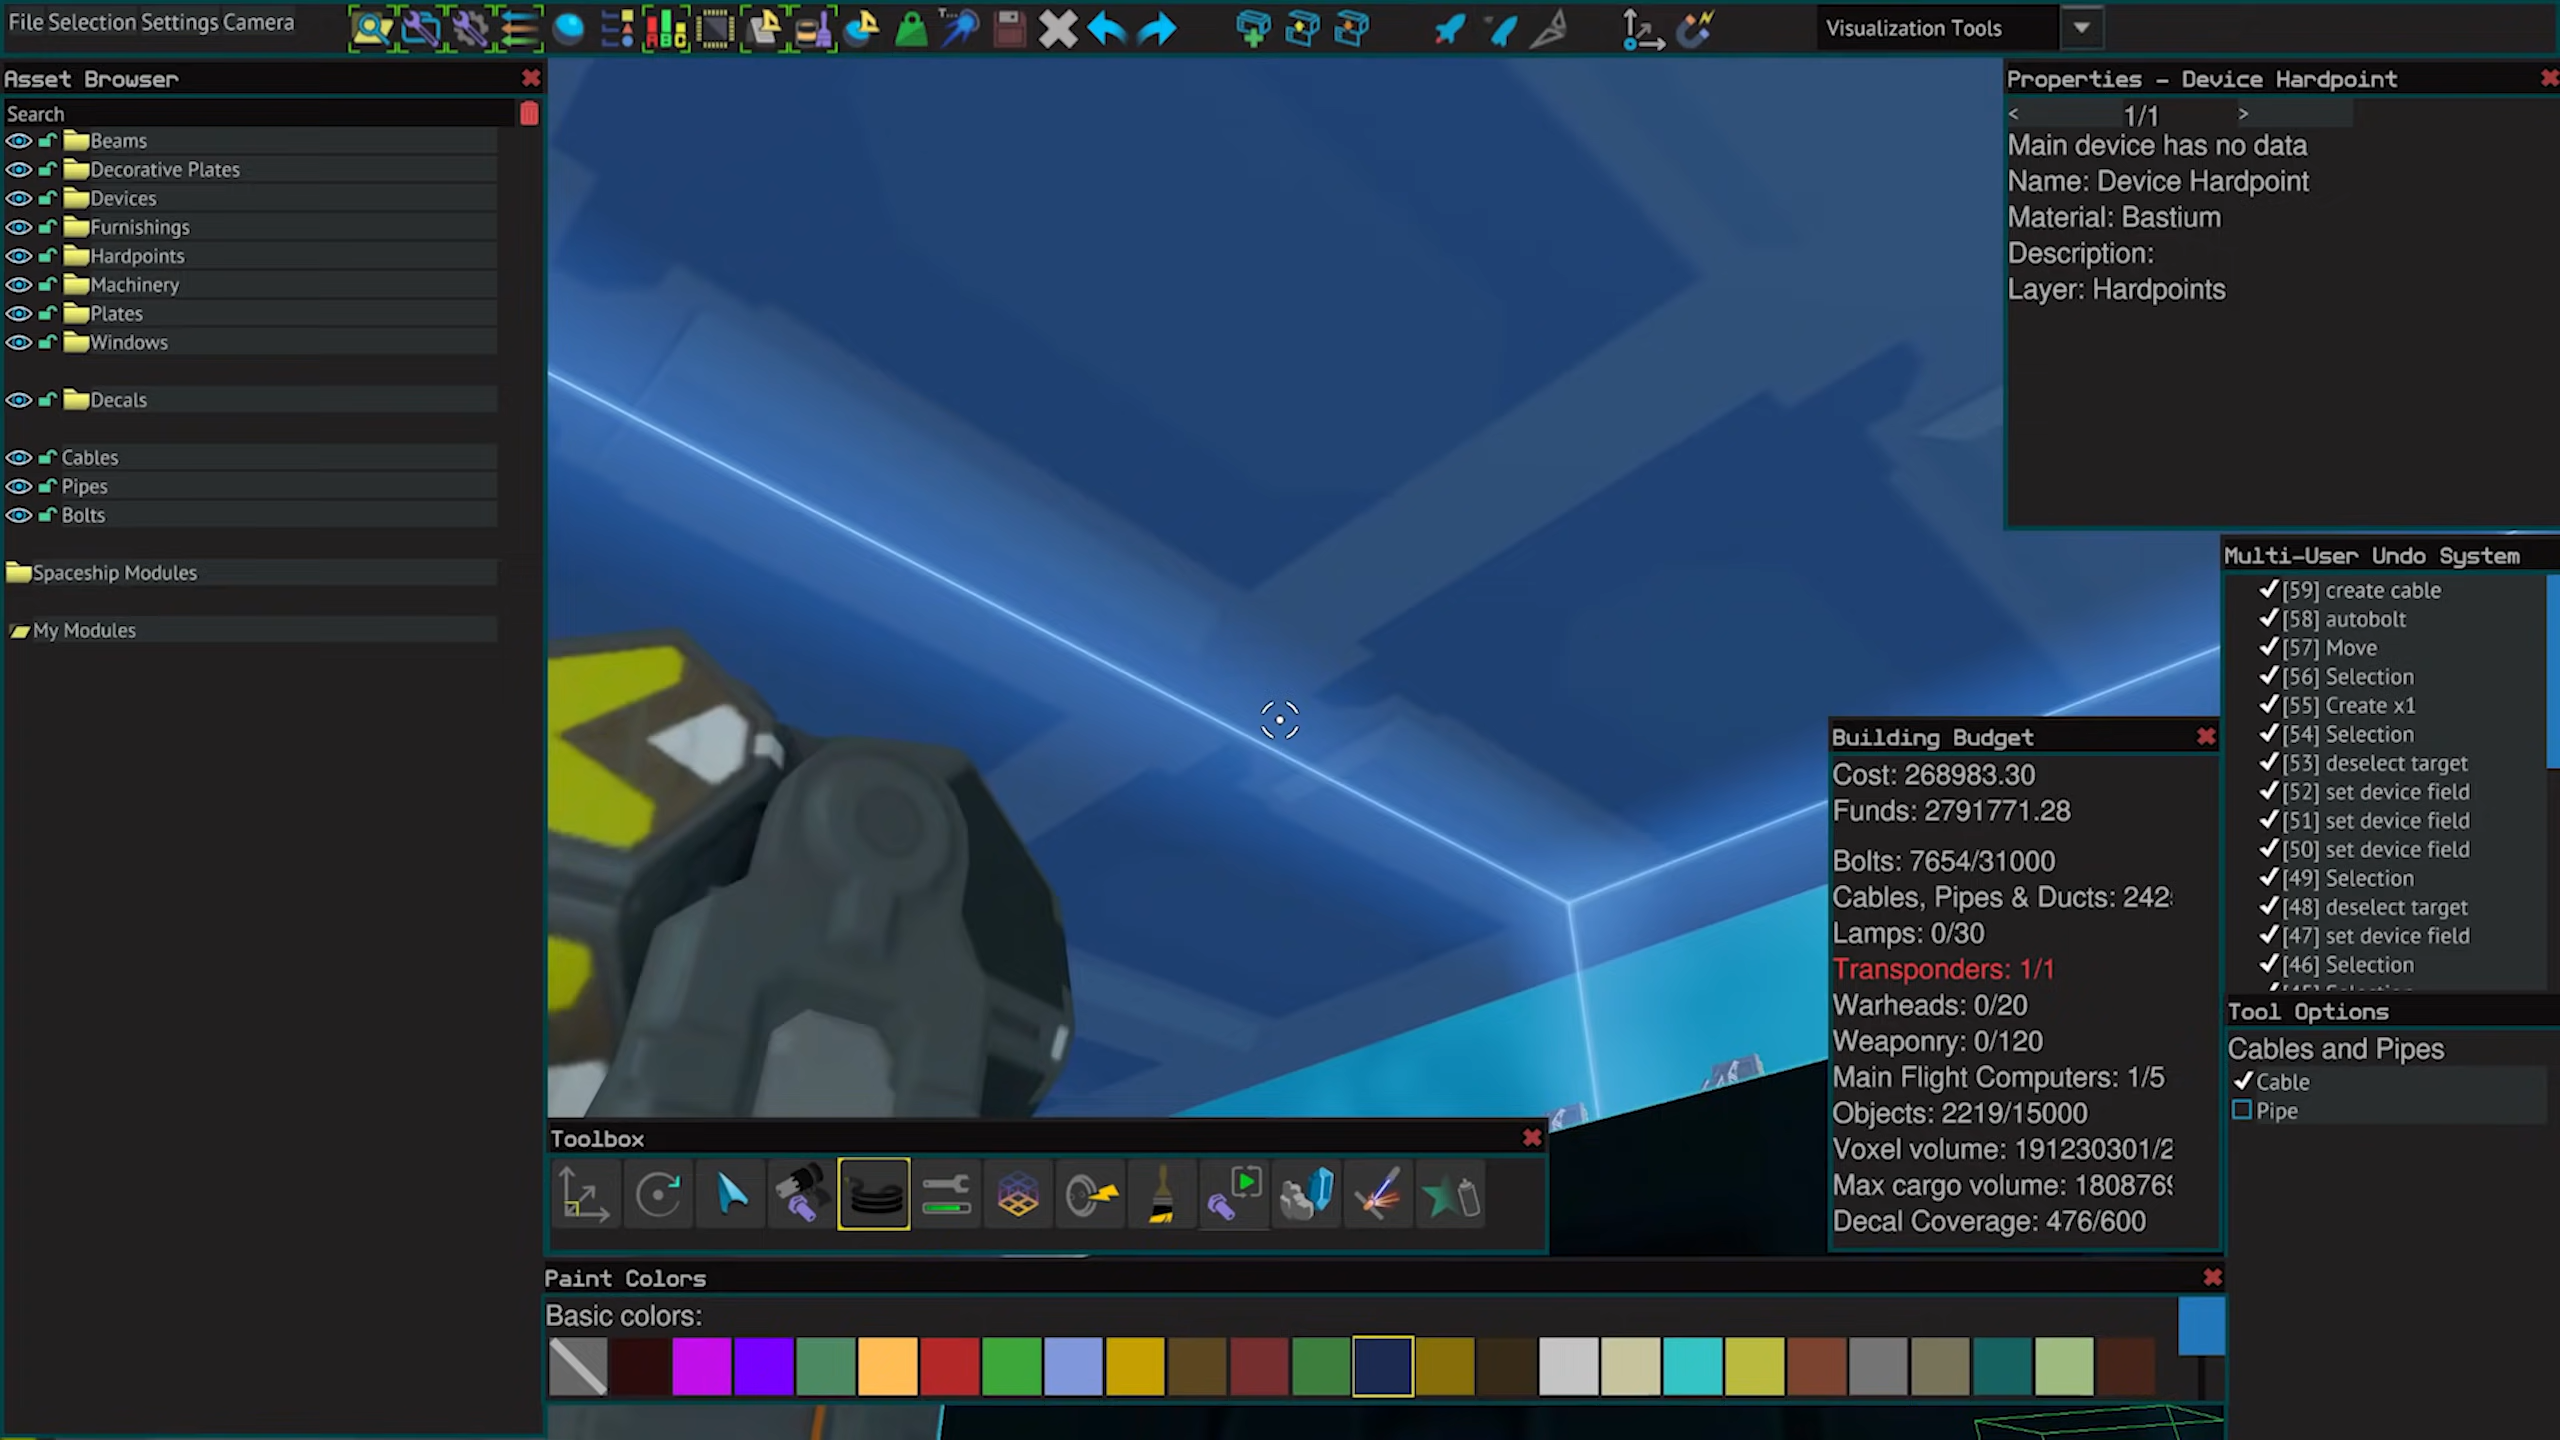 File Selection Settings Camera
Visualization Tools
Asset Browser
Search
Beams
Decorative Plates
Devices
Furnishings
Hardpoints
Machinery
Plates
Windows
Decals
Cables
Pipes
Bolts
Spaceship Modules
My Modules
Properties - Device Hardpoint
< 1/1 >
Main device has no data
Name: Device Hardpoint
Material: Bastium
Description:
Layer: Hardpoints
Multi-User Undo System
[59] create cable
[58] autobolt
[57] Move
[56] Selection
[55] Create x1
[54] Selection
[53] deselect target
[52] set device field
[51] set device field
[50] set device field
[49] Selection
[48] deselect target
[47] set device field
[46] Selection
Building Budget
Cost: 268983.30
Funds: 2791771.28
Bolts: 7654/31000
Cables, Pipes & Ducts: 242
Lamps: 0/30
Transponders: 1/1
Warheads: 0/20
Weaponry: 0/120
Main Flight Computers: 1/5
Objects: 2219/15000
Voxel volume: 191230301/2
Max cargo volume: 180876
Decal Coverage: 476/600
Tool Options
Cables and Pipes
Cable
Pipe
Toolbox
Paint Colors
Basic colors: